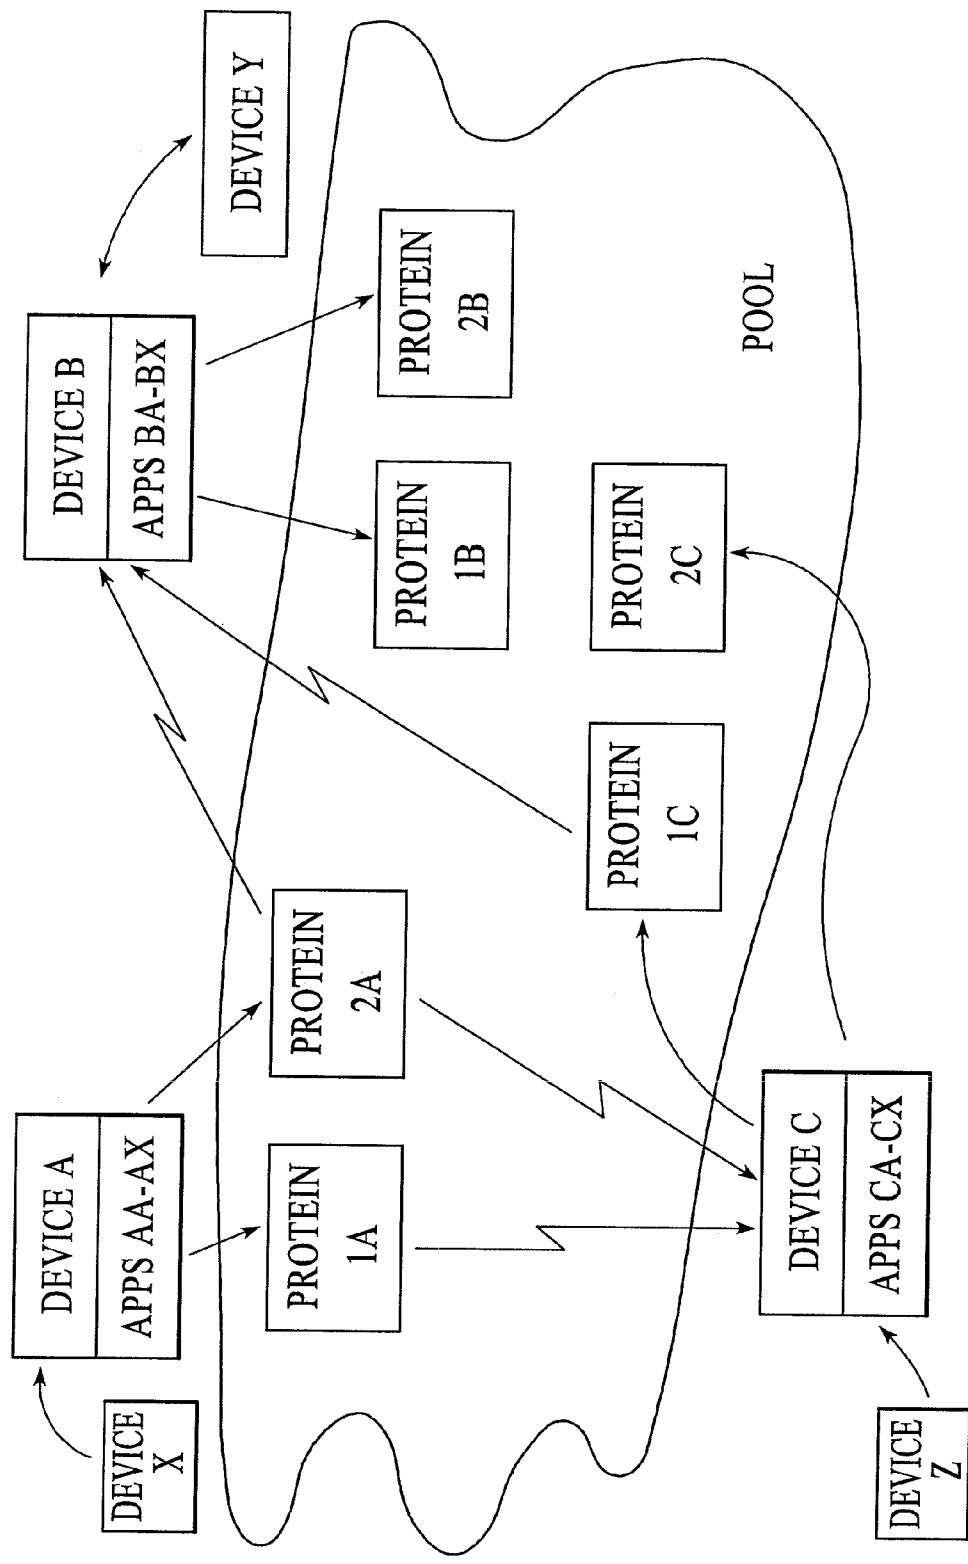 DEVICE
X
DEVICE A
APPS AA-AX
DEVICE B
APPS BA-BX
DEVICE Y
PROTEIN
1A
PROTEIN
2A
PROTEIN
1B
PROTEIN
2B
PROTEIN
1C
PROTEIN
2C
POOL
DEVICE
Z
DEVICE C
APPS CA-CX